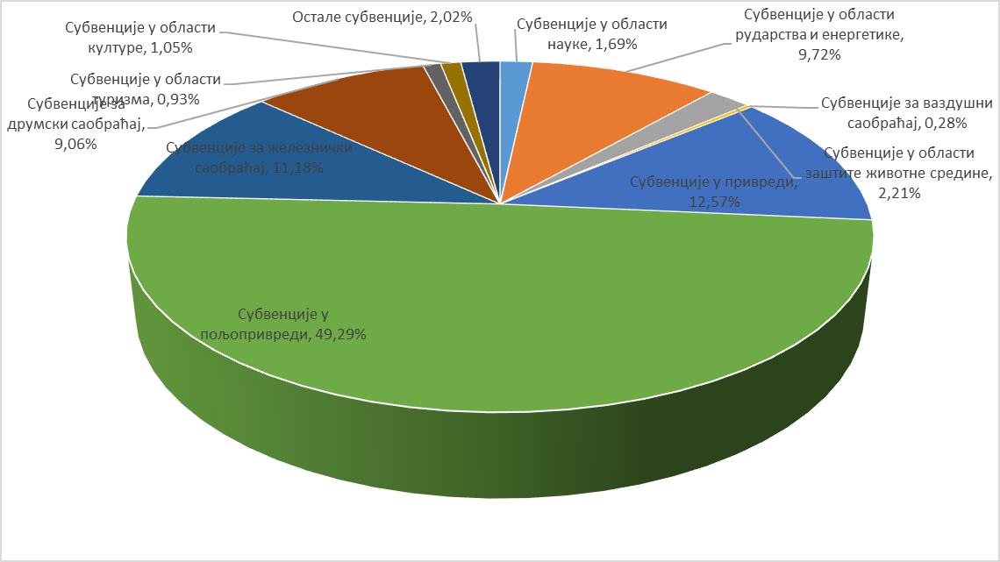 Остале субвенције, 2,02%
Субвенције у области
науке, 1,69%
Субвенције у области
рударства и енергетике,
9,72%
Субвенције у области
културе, 1,05%
Субвенције у области
туризма, 0,93%
Субвенције за
друмски саобраћај,
9,06%
Субвенције за ваздушни
саобраћај, 0,28%
Субвенције за железнички
саобраћај, 11,18%
Субвенције у области
заштите животне средине,
2,21%
Субвенције у привреди,
12,57%
Субвенције у
пољопривреди, 49,29%